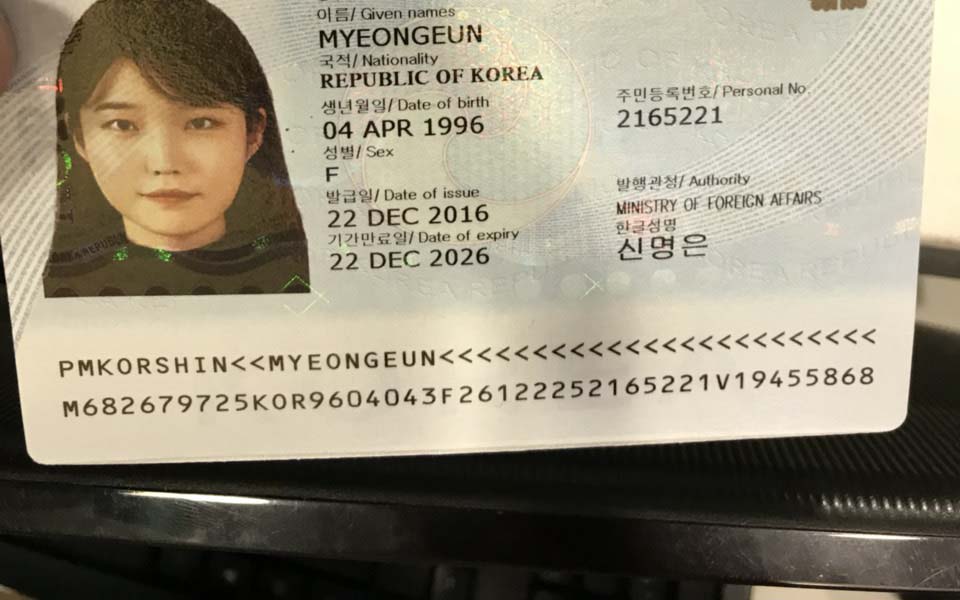 이름/ Given names
MYEONGEUN
국적/ Nationality
REPUBLIC OF KOREA
생년월일/ Date of birth
04 APR 1996
성별/ Sex
F
발급일/ Date of issue
22 DEC 2016
기간만료일/ Date of expiry
22 DEC 2026
주민등록번호/ Personal No.
2165221
발행관청/ Authority
MINISTRY OF FOREIGN AFFAIRS
한글성명
신명은
PMKORSHIN<<MYEONGEUN<<<<<<<<<<<<<<<<<<<<<<<<
M682679725KOR9604043F26122252165221V19455868